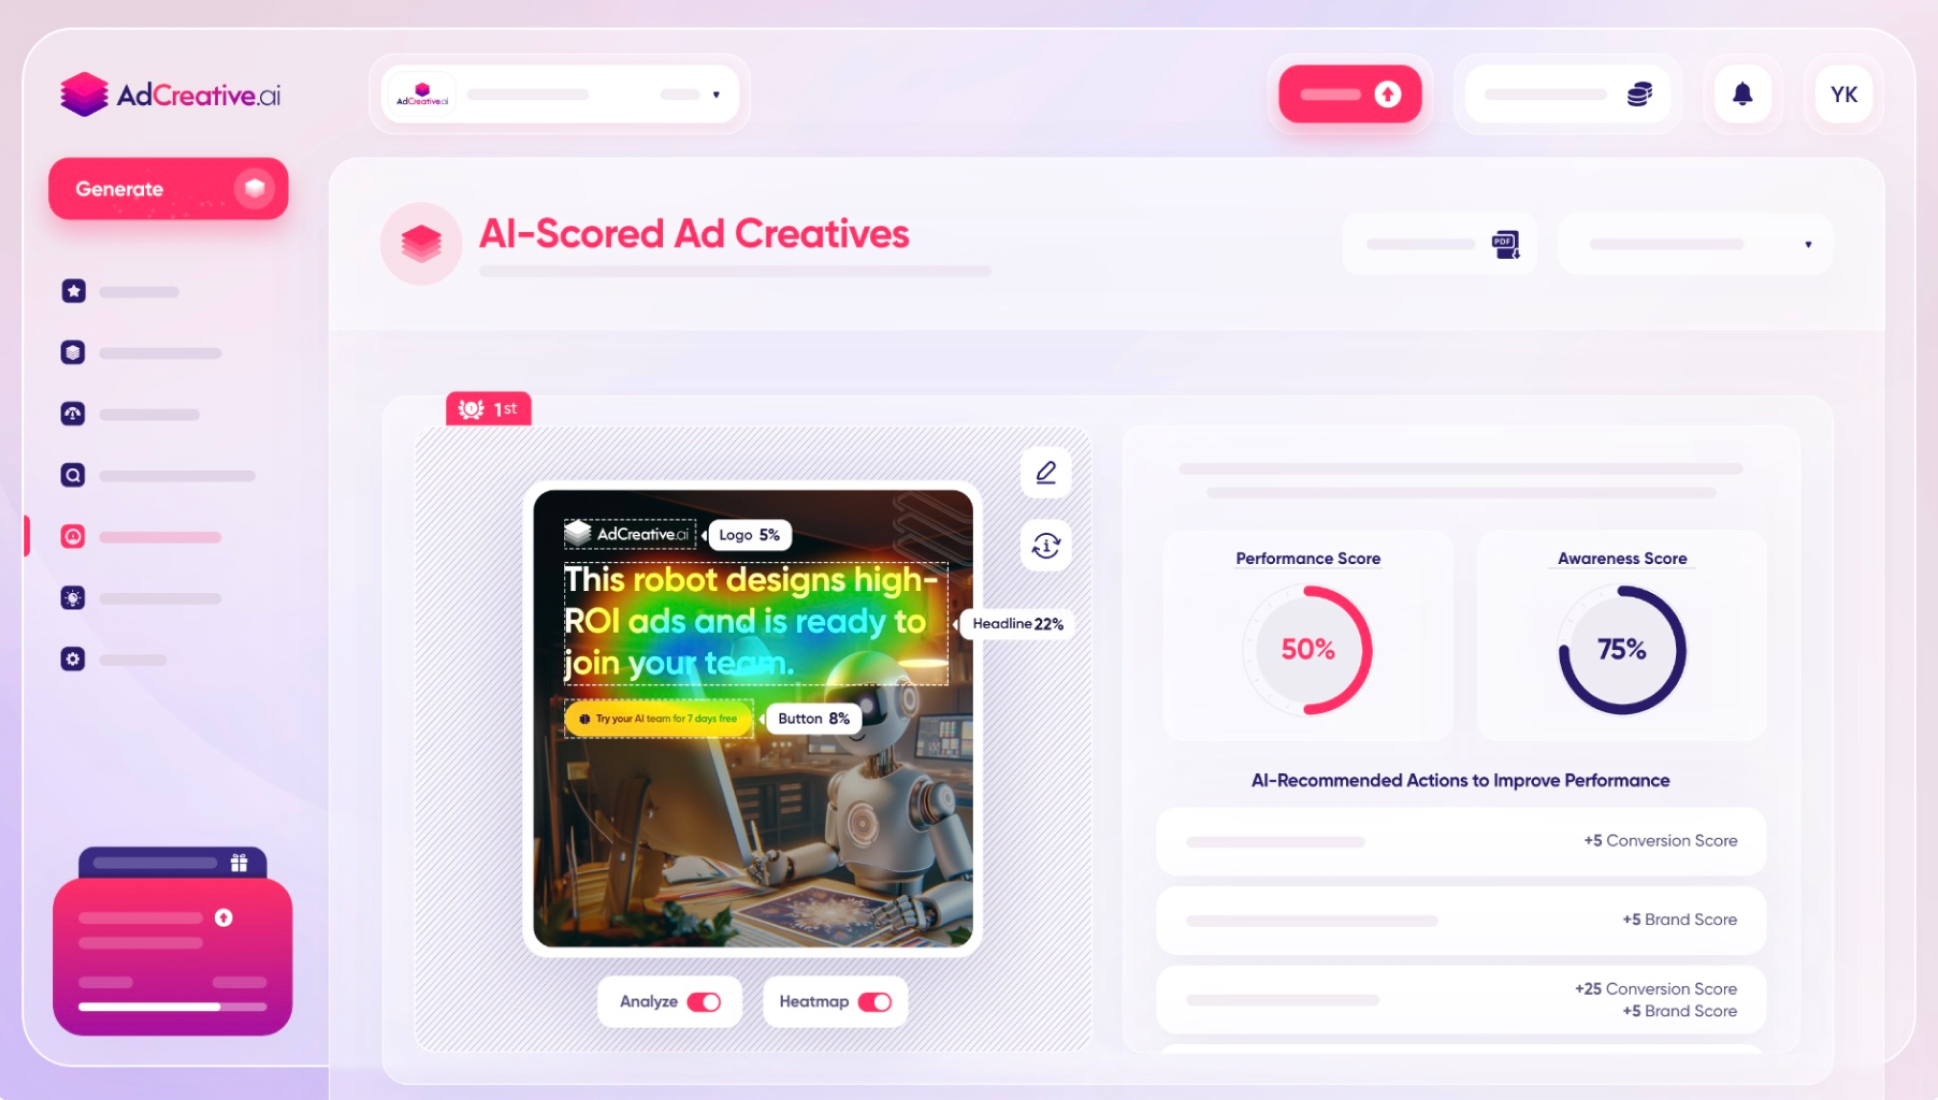 AdCreative.ai
AdCreative.ai
YK
Generate
AI-Scored Ad Creatives
PDF
1st
AdCreative.ai
Logo 5%
This robot designs high-
ROI ads and is ready to
join your team.
Headline 22%
Try your AI team for 7 days free
Button 8%
Analyze
Heatmap
Performance Score
Awareness Score
50%
75%
AI-Recommended Actions to Improve Performance
+5 Conversion Score
+5 Brand Score
+25 Conversion Score
+5 Brand Score